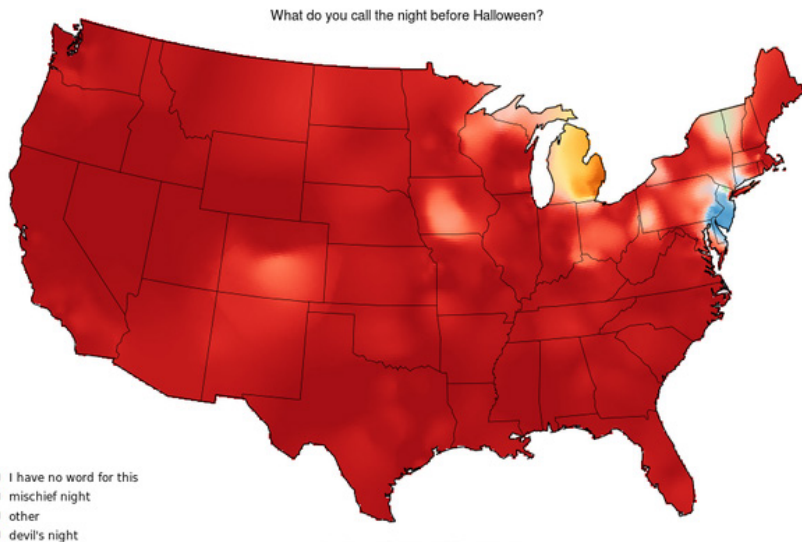 What do you call the night before Halloween?
I have no word for this
mischief night
other
devil's night